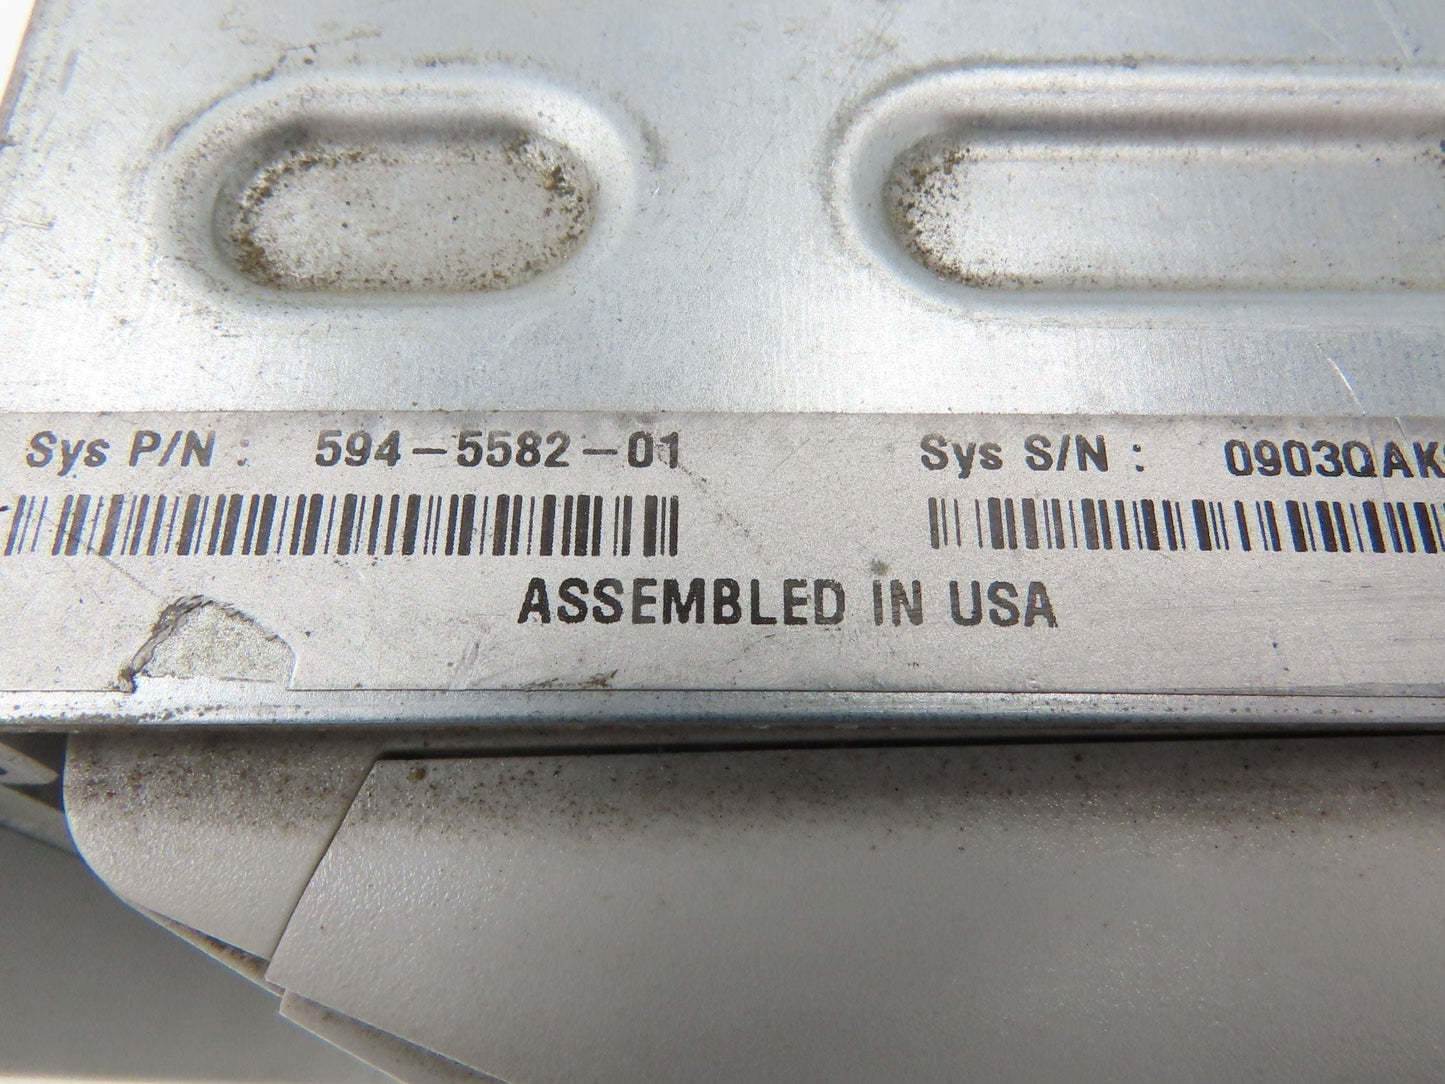 Sys P/N : 594-5582-01 Sys S/N : 0903QAK
ASSEMBLED IN USA